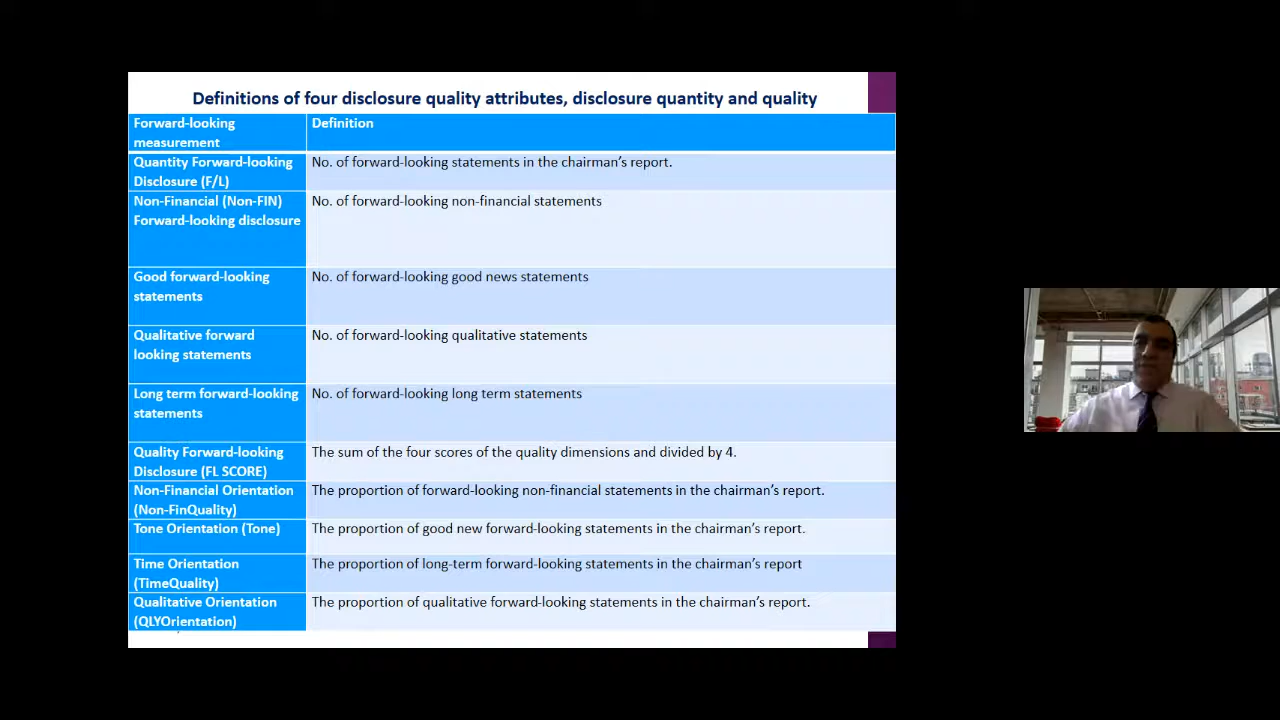 Definitions of four disclosure quality attributes, disclosure quantity and quality
Forward-looking
measurement
Definition
Quantity Forward-looking
Disclosure (F/L)
No. of forward-looking statements in the chairman's report.
Non-Financial (Non-FIN)
Forward-looking disclosure
No. of forward-looking non-financial statements
Good forward-looking
statements
No. of forward-looking good news statements
Qualitative forward
looking statements
No. of forward-looking qualitative statements
Long term forward-looking
statements
No. of forward-looking long term statements
Quality Forward-looking
Disclosure (FL SCORE)
The sum of the four scores of the quality dimensions and divided by 4.
Non-Financial Orientation
(Non-FinQuality)
The proportion of forward-looking non-financial statements in the chairman's report.
Tone Orientation (Tone)
The proportion of good new forward-looking statements in the chairman's report.
Time Orientation
(TimeQuality)
The proportion of long-term forward-looking statements in the chairman's report
Qualitative Orientation
(QLYOrientation)
The proportion of qualitative forward-looking statements in the chairman's report.